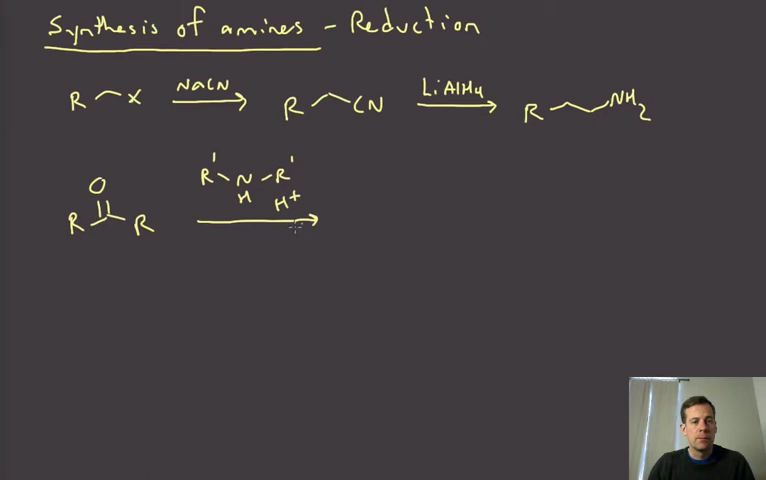 Synthesis of amines - Reduction
R X NaCN R CN LiAlH4 R NH2
O
R R R' N H R' H+